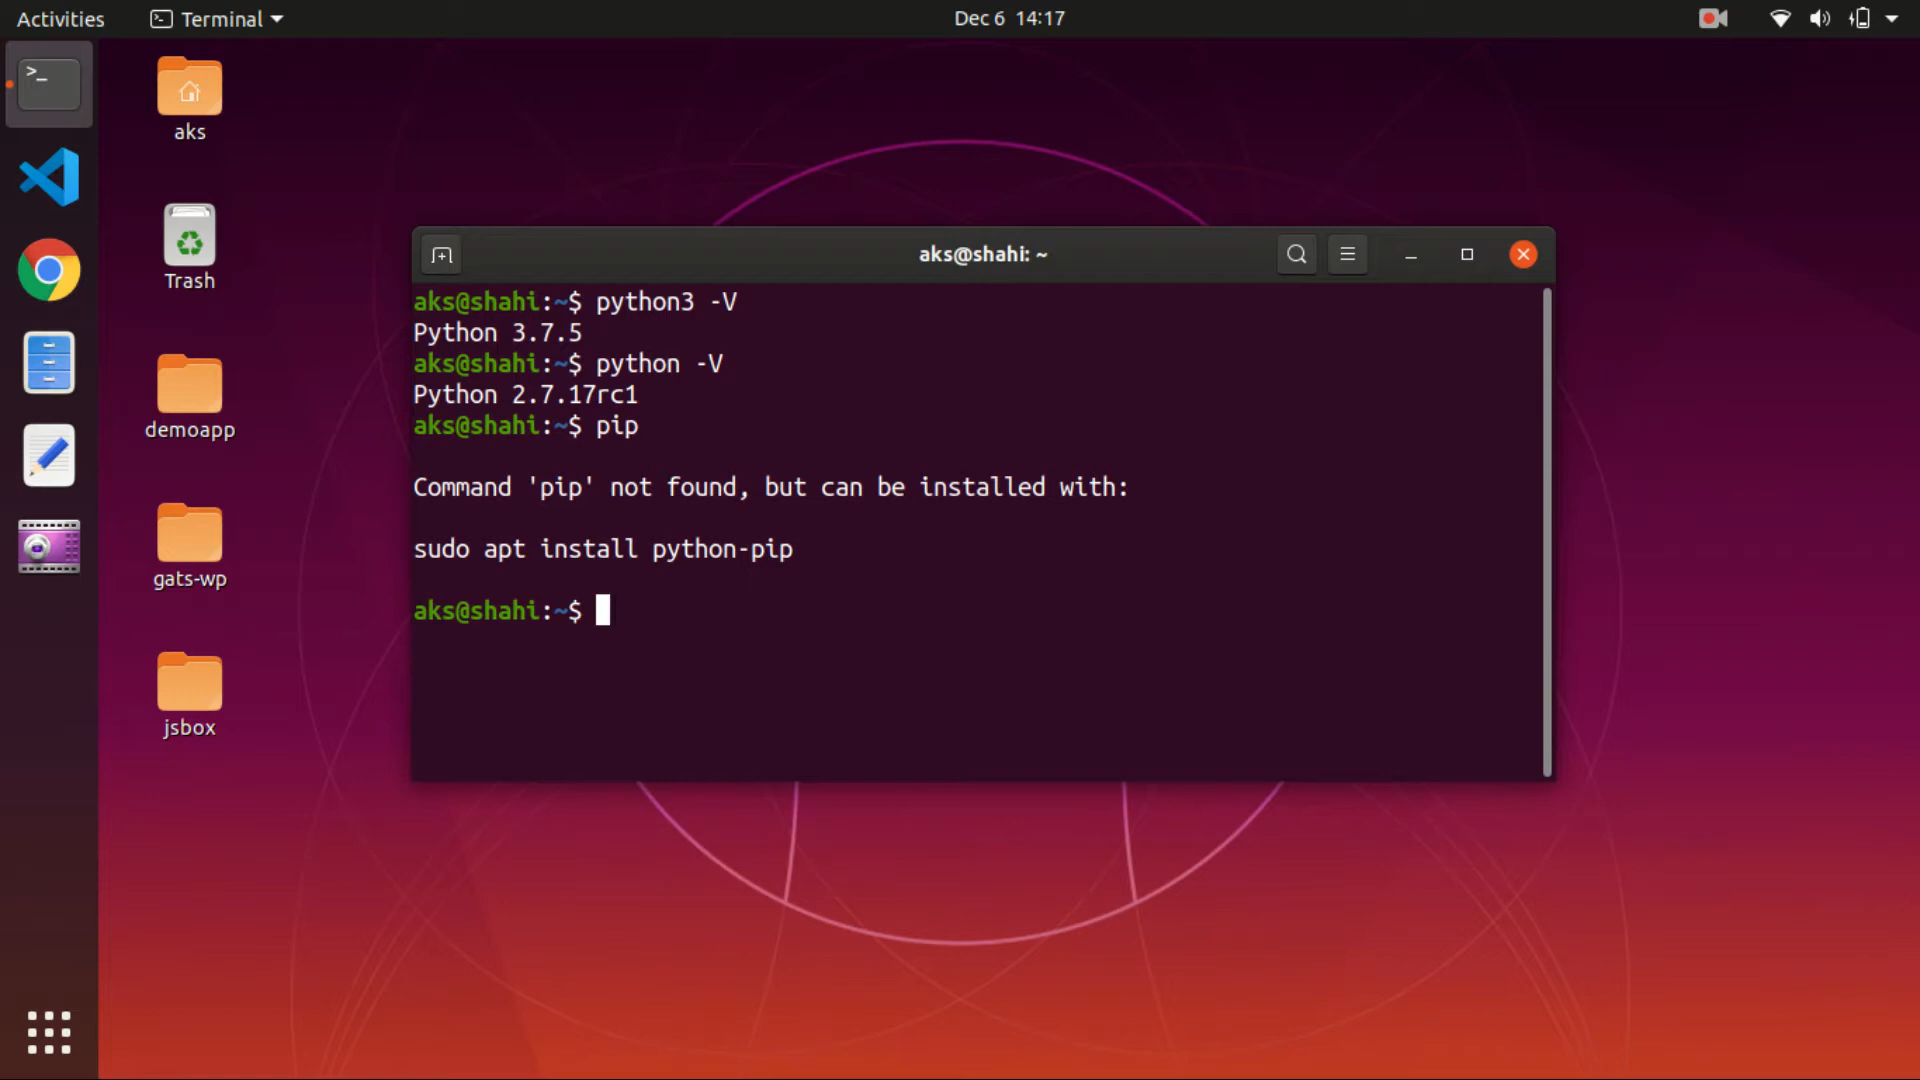 Activities
Terminal
Dec 6 14:17
aks
Trash
demoapp
gats-wp
jsbox
aks@shahi: ~
aks@shahi:~$ python3 -V
Python 3.7.5
aks@shahi:~$ python -V
Python 2.7.17rc1
aks@shahi:~$ pip
Command 'pip' not found, but can be installed with:
sudo apt install python-pip
aks@shahi:~$